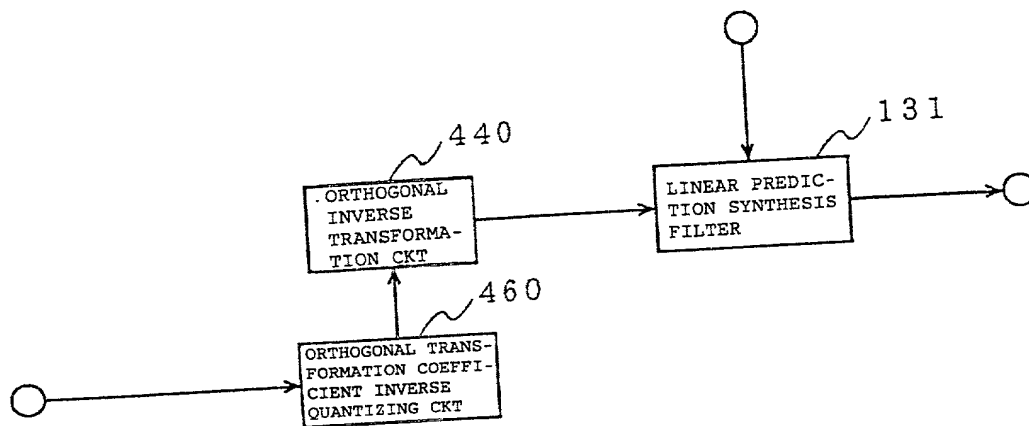 131
440
ORTHOGONAL
INVERSE
TRANSFORMA-
TION CKT
LINEAR PREDIC-
TION SYNTHESIS
FILTER
460
ORTHOGONAL TRANS-
FORMATION COEFFI-
CIENT INVERSE
QUANTIZING CKT